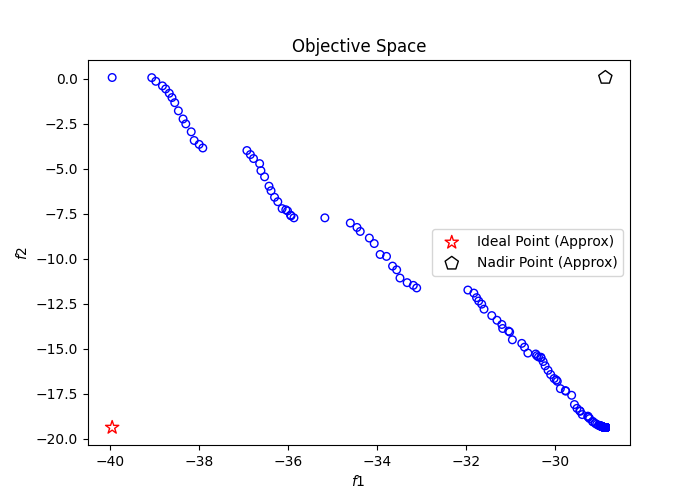 Objective Space
0.0
−2.5
−5.0
−7.5
−10.0
−12.5
−15.0
−17.5
−20.0
f2
Ideal Point (Approx)
Nadir Point (Approx)
−40 −38 −36 −34 −32 −30
f1